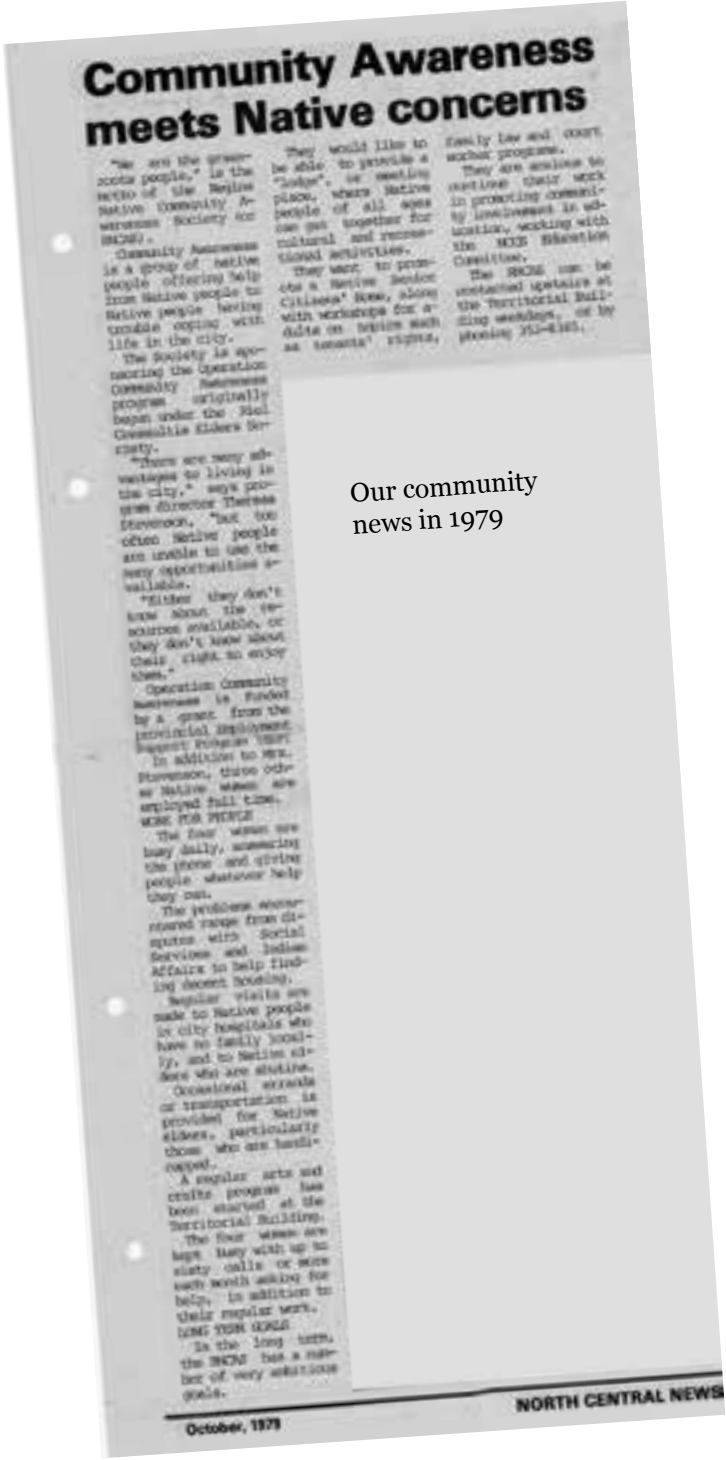 Community Awareness
meets Native concerns
"We are the grass-
roots people," is the
motto of the Regina
Native Community A-
wareness Society (or
RNCAS).
Community Awareness
is a group of native
people offering help
from Native people to
Native people having
trouble coping with
life in the city.
The Society is spo-
nsoring the Operation
Community Awareness
program originally
begun under the Riel
Elders So-
ciety.
"There are many ad-
vantages to living in
the city," says pro-
gram director Theresa
Stevenson, "but too
often Native people
are unable to use the
many opportunities a-
vailable.
"Either they don't
know about the re-
sources available, or
they don't know about
their right to enjoy
them."
Operation Community
Awareness is funded
by a grant from the
provincial Employment
Support Program
In addition to Mrs.
Stevenson, three oth-
er Native women are
employed full time.
WORK FOR PEOPLE
The four women are
busy daily, answering
the phone and giving
people whatever help
they can.
The problems encou-
ntered range from di-
sputes with Social
Services and Indian
Affairs to help find-
ing decent housing.
Regular visits are
made to Native people
in city hospitals who
have no family local-
ly, and to Native el-
ders who are shutins.
Occasional errands
or transportation is
provided for Native
elders, particularly
those who are handi-
capped.
A regular arts and
crafts program has
been started at the
Territorial Building.
The four women are
kept busy with up to
sixty calls or more
each month asking for
help, in addition to
their regular work.
LONG TERM GOALS
In the long term,
the RNCAS has a num-
ber of very ambitious
goals.
They would like to
be able to provide a
"lodge", or meeting
place, where Native
people of all ages
can get together for
cultural and recrea-
tional activities.
They want to prom-
ote a Native Senior
Citizens' Home, along
with workshops for a-
dults on topics such
as tenants' rights,
family law and court
worker programs.
They are anxious to
continue their work
in promoting communi-
ty involvement in ed-
ucation, working with
the NCCS Education
Committee.
The RNCAS can be
contacted upstairs at
the Territorial Buil-
ding weekdays, or by
phoning
Our community
news in 1979
October, 1979
NORTH CENTRAL NEWS